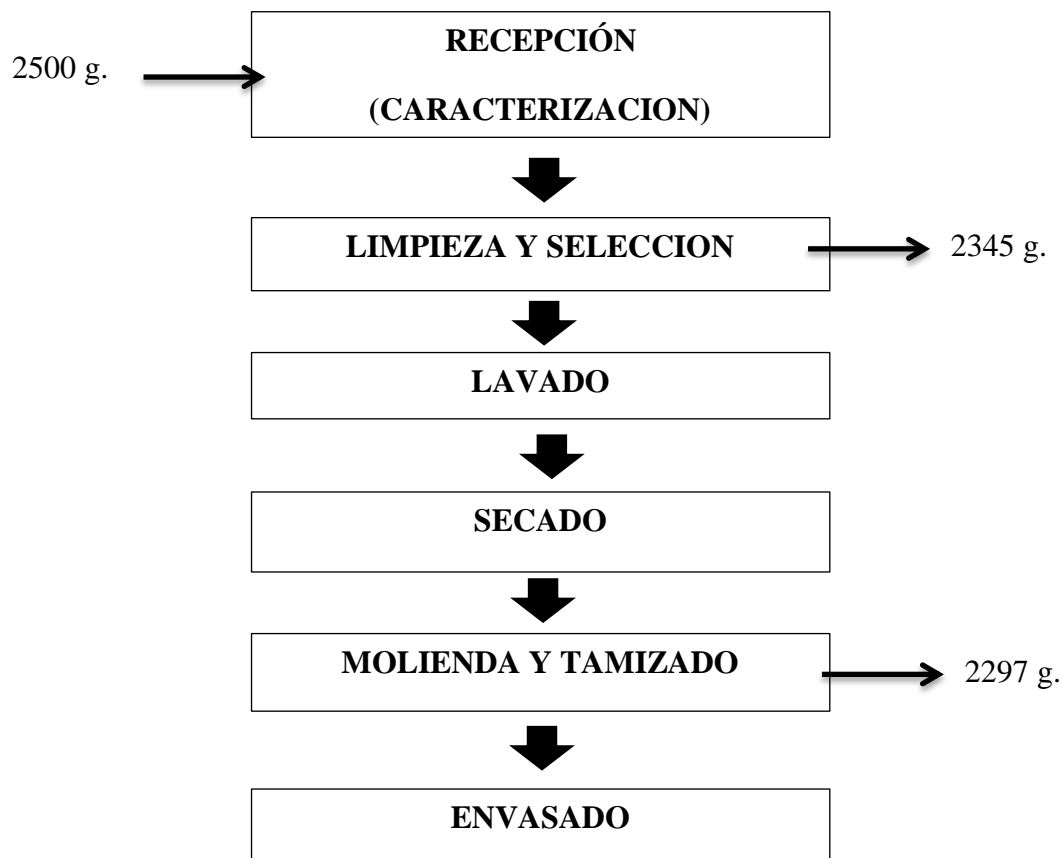 2500 g.
RECEPCIÓN
(CARACTERIZACION)
LIMPIEZA Y SELECCION
2345 g.
LAVADO
SECADO
MOLIENDA Y TAMIZADO
2297 g.
ENVASADO